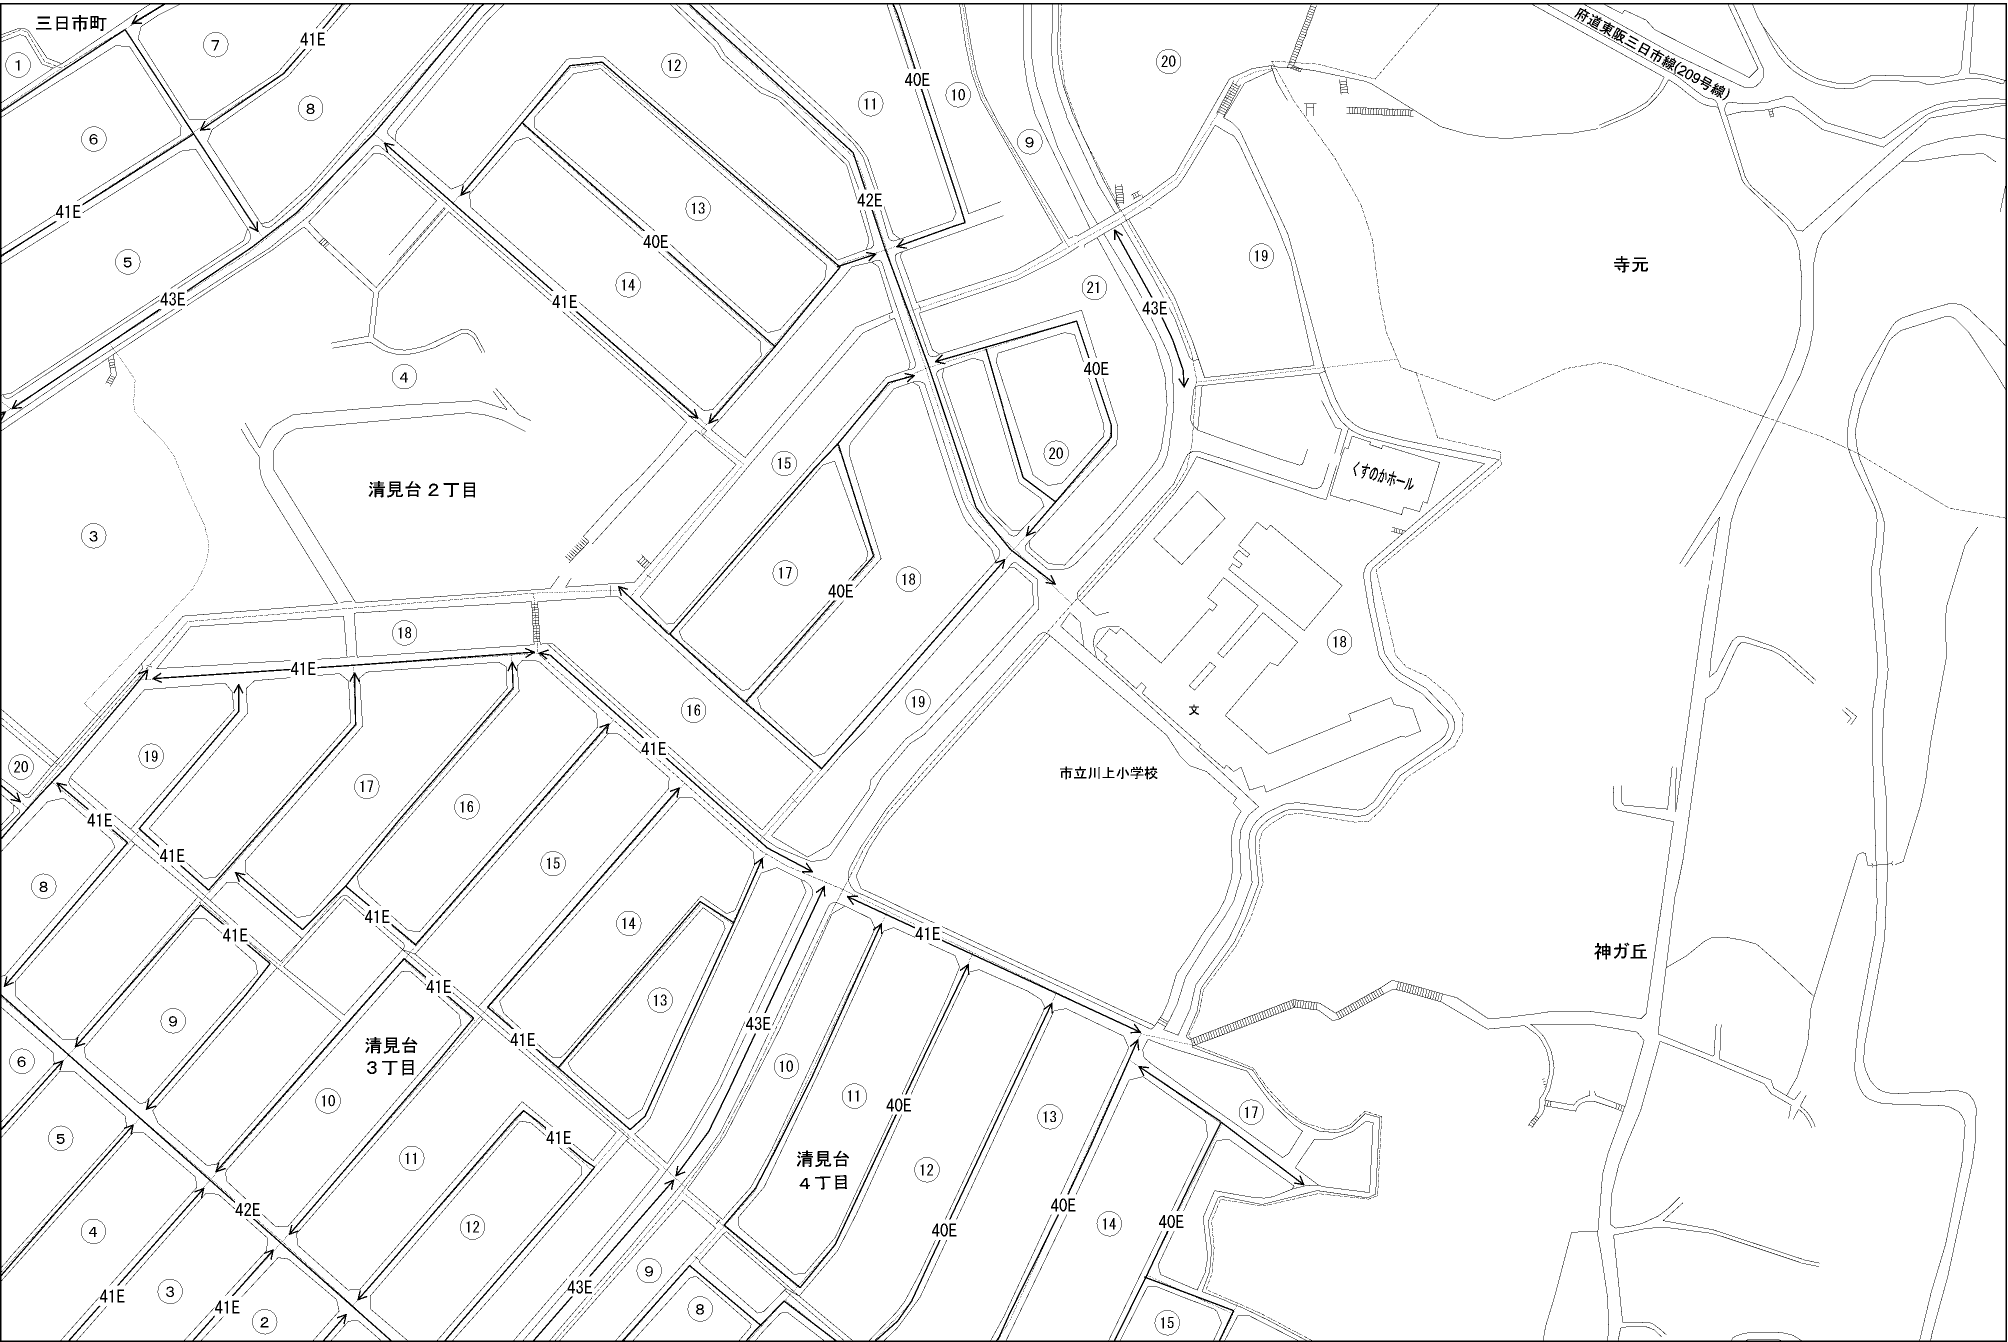 三日市町
府道東阪三日市線(209号線)
①
⑦
41E
⑫
⑳
⑧
40E
⑪
⑩
⑥
⑨
42E
41E
⑬
⑤
40E
⑭
⑲
寺元
43E
41E
㉑
43E
④
40E
⑮
⑳
くすのかホール
清見台２丁目
③
⑰
⑱
40E
⑱
⑱
41E
⑯
⑲
文
41E
⑳
⑲
市立川上小学校
⑰
⑯
41E
41E
⑮
⑧
41E
⑭
41E
41E
神ガ丘
41E
⑬
⑨
43E
41E
清見台
３丁目
⑥
⑩
⑩
⑪
40E
⑬
⑰
⑤
41E
⑪
清見台
４丁目
⑫
42E
40E
⑭
40E
④
⑫
40E
⑨
43E
③
41E
41E
②
⑧
⑮